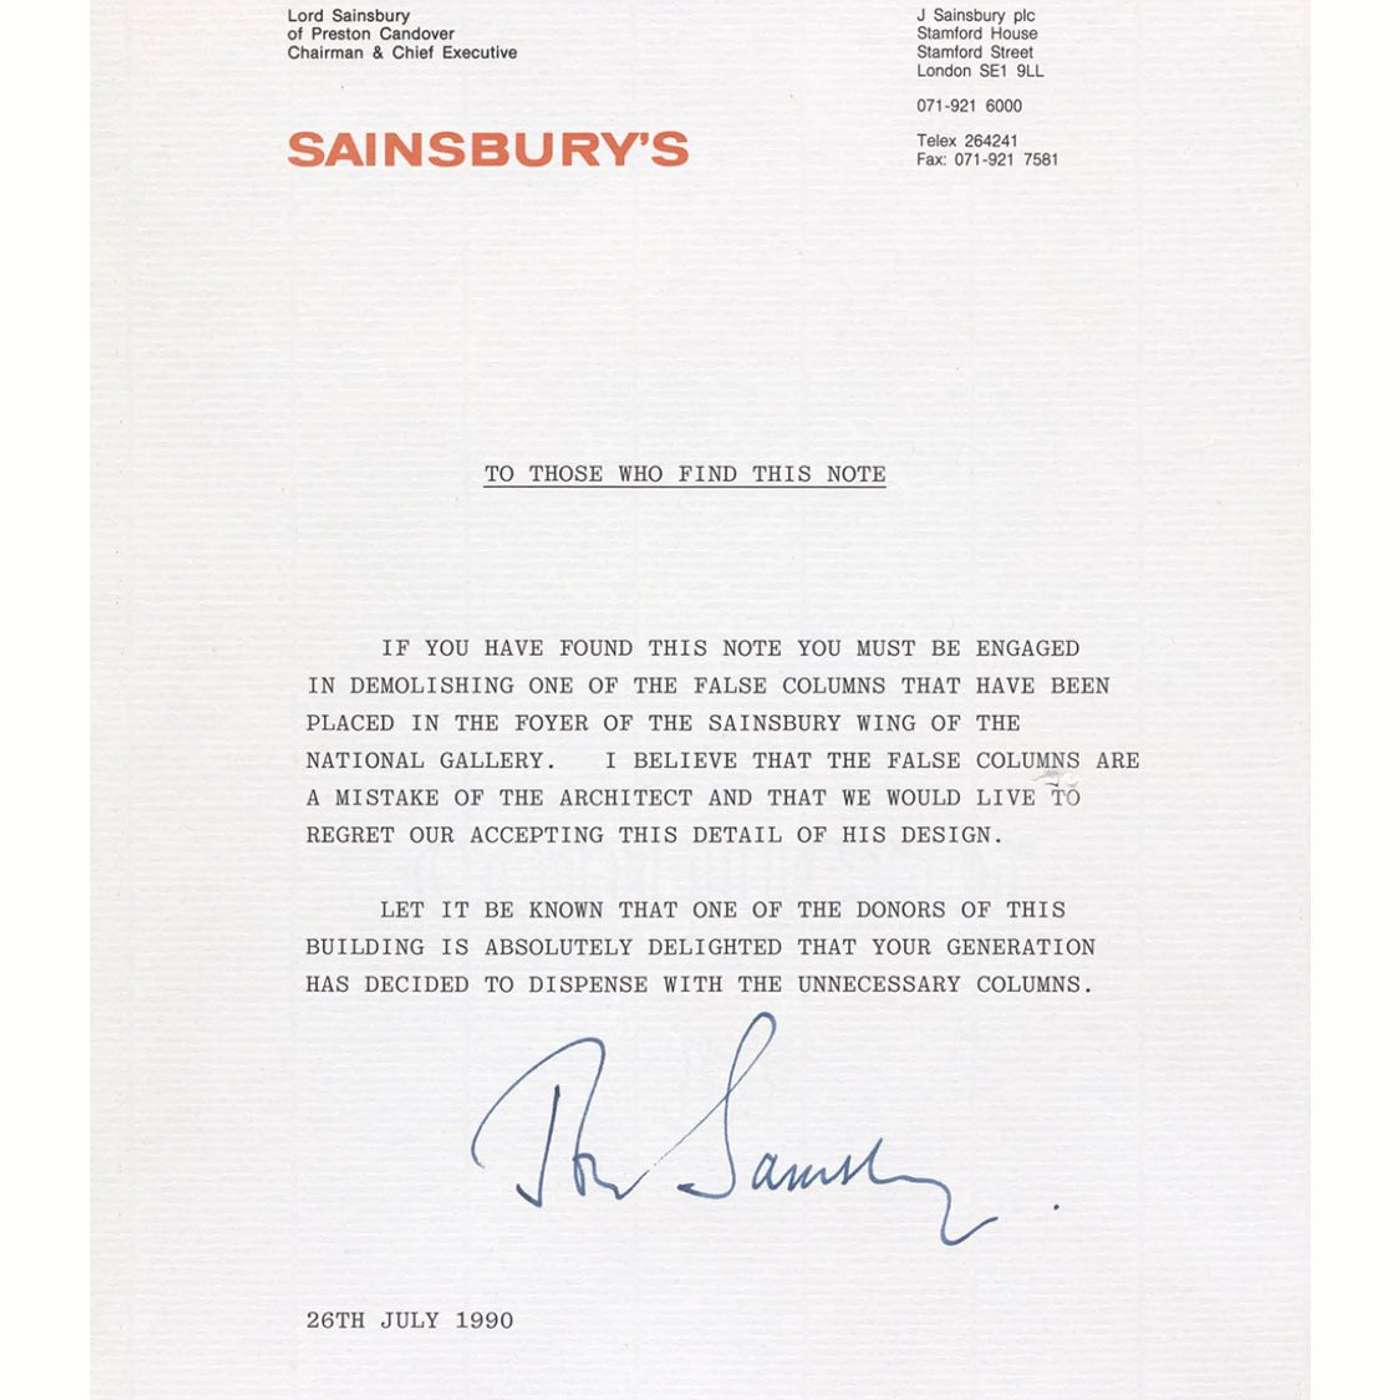 Lord Sainsbury
of Preston Candover
Chairman & Chief Executive
J Sainsbury plc
Stamford House
Stamford Street
London SE1 9LL
071-921 6000
Telex 264241
Fax: 071-921 7581
SAINSBURY'S
TO THOSE WHO FIND THIS NOTE
IF YOU HAVE FOUND THIS NOTE YOU MUST BE ENGAGED
IN DEMOLISHING ONE OF THE FALSE COLUMNS THAT HAVE BEEN
PLACED IN THE FOYER OF THE SAINSBURY WING OF THE
NATIONAL GALLERY. I BELIEVE THAT THE FALSE COLUMNS ARE
A MISTAKE OF THE ARCHITECT AND THAT WE WOULD LIVE TO
REGRET OUR ACCEPTING THIS DETAIL OF HIS DESIGN.
LET IT BE KNOWN THAT ONE OF THE DONORS OF THIS
BUILDING IS ABSOLUTELY DELIGHTED THAT YOUR GENERATION
HAS DECIDED TO DISPENSE WITH THE UNNECESSARY COLUMNS.
Sainsbury.
26TH JULY 1990